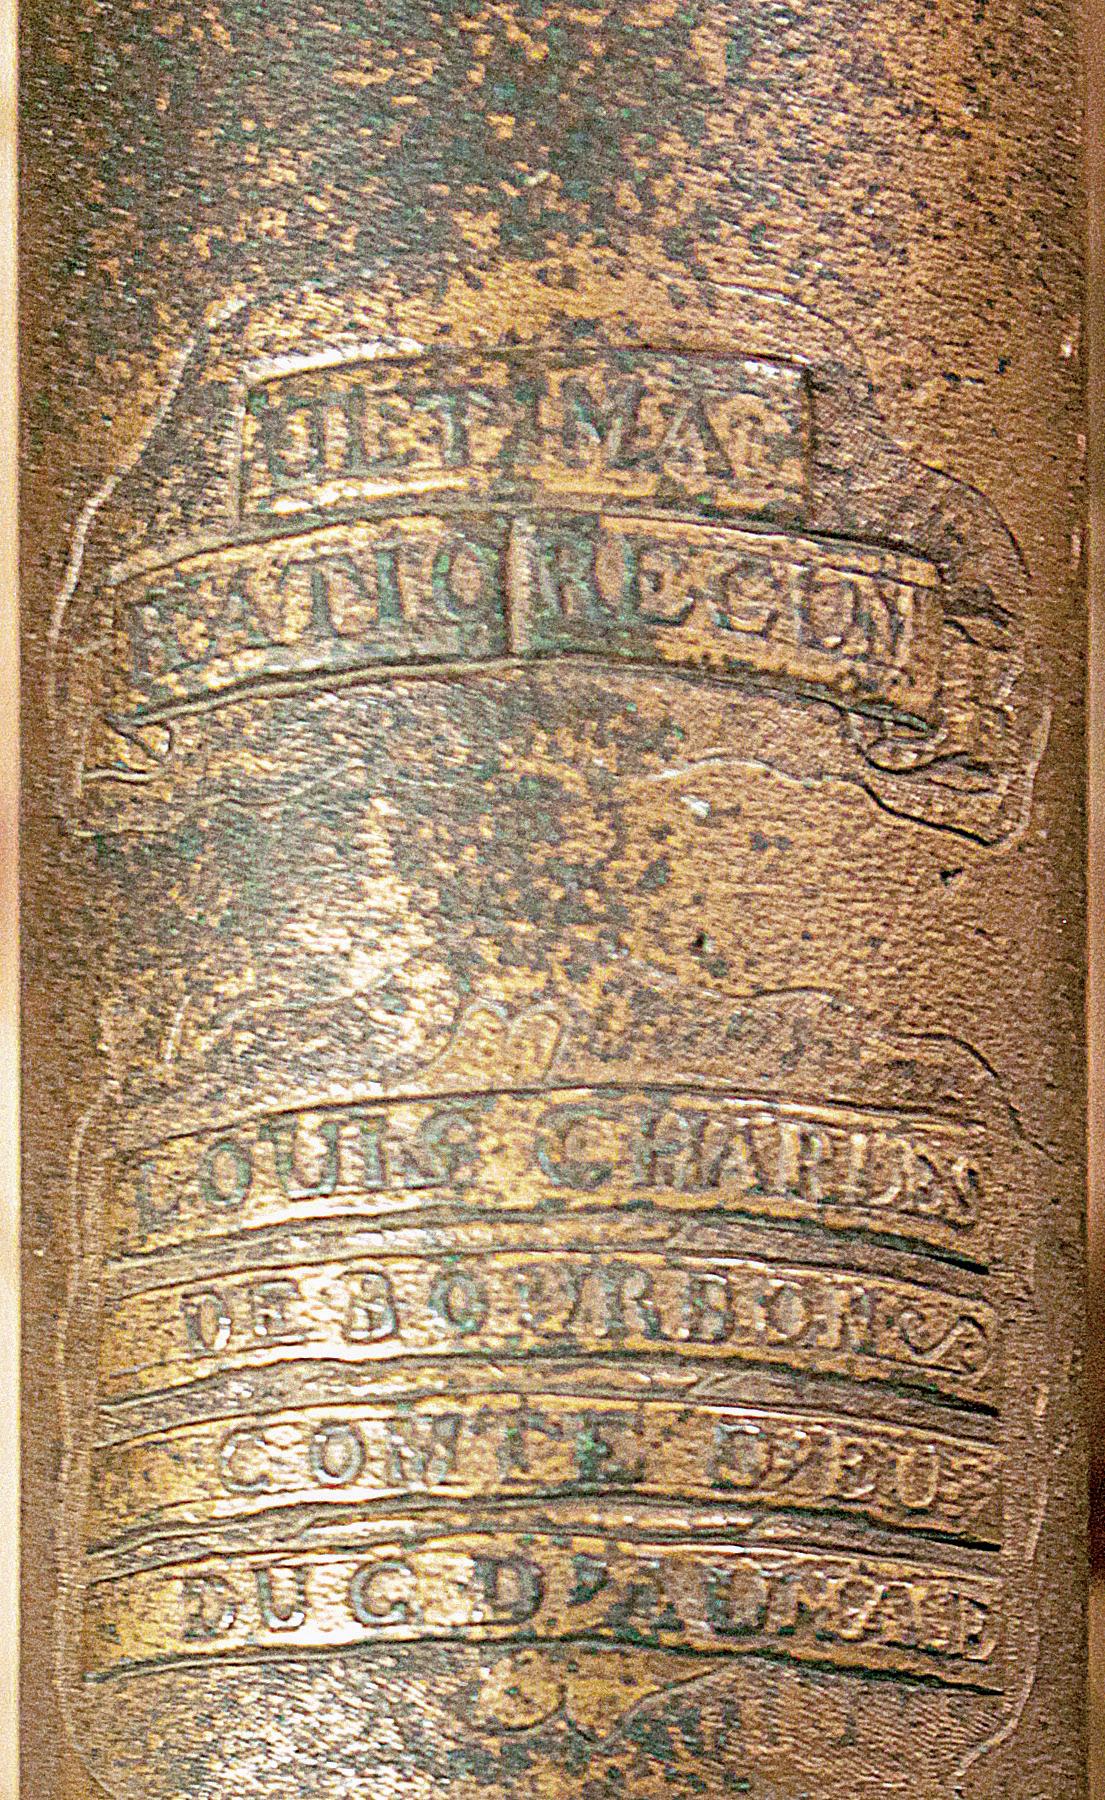 ULTIMA
RATIO REGUM
LOUIS CHARLES
DE BOURBON
COMTE D'EU
DUC D'AUMALE